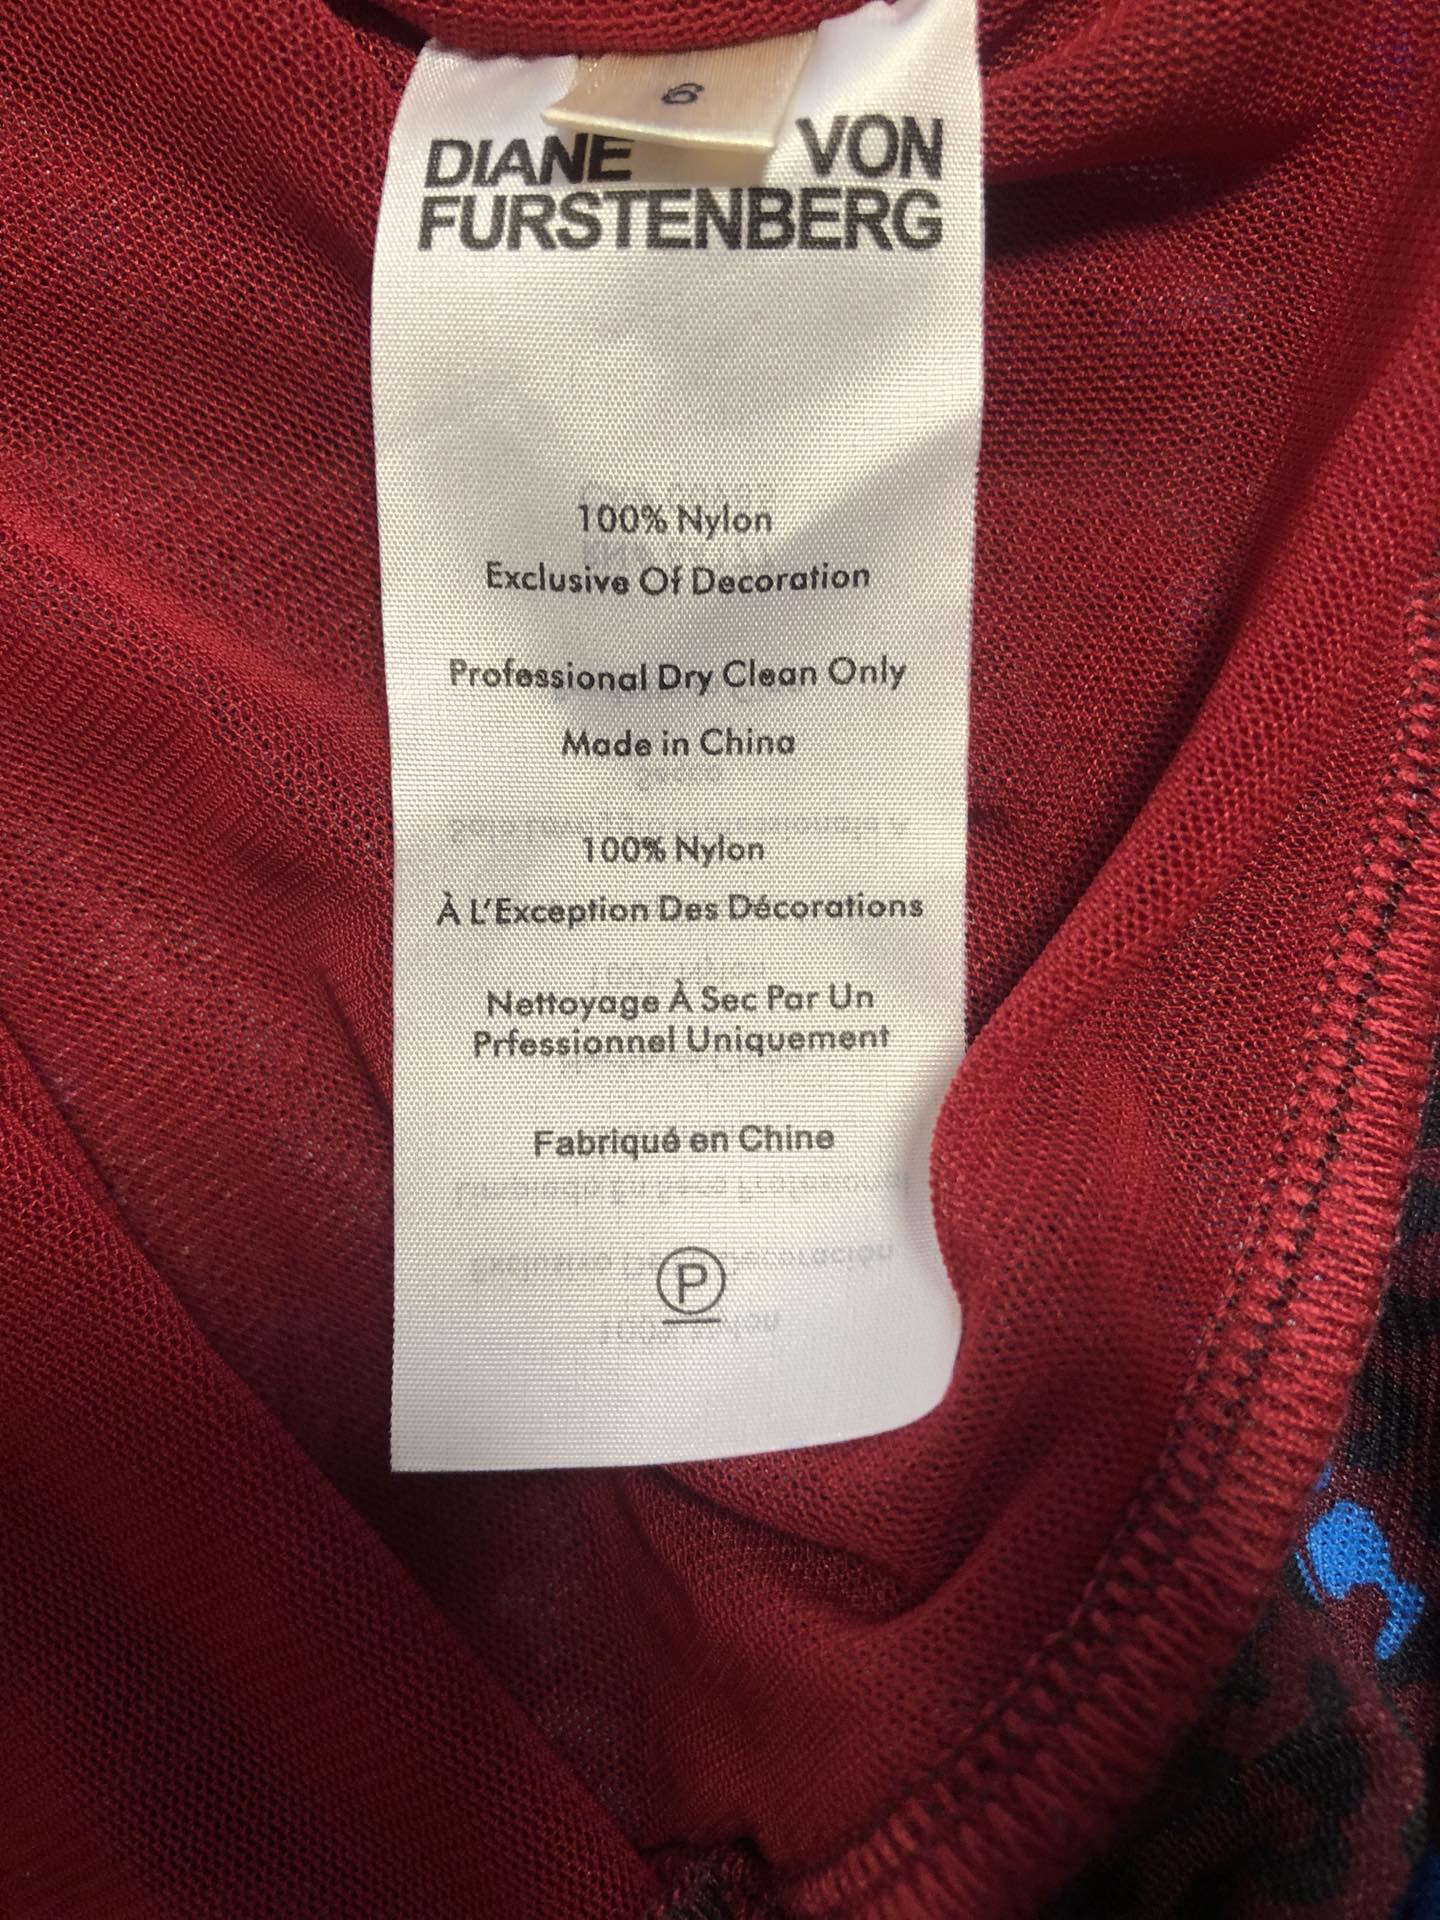 6
DIANE VON
FURSTENBERG
100% Nylon
Exclusive Of Decoration
Professional Dry Clean Only
Made in China
100% Nylon
À L'Exception Des Décorations
Nettoyage À Sec Par Un
Prfessionnel Uniquement
Fabriqué en Chine
P